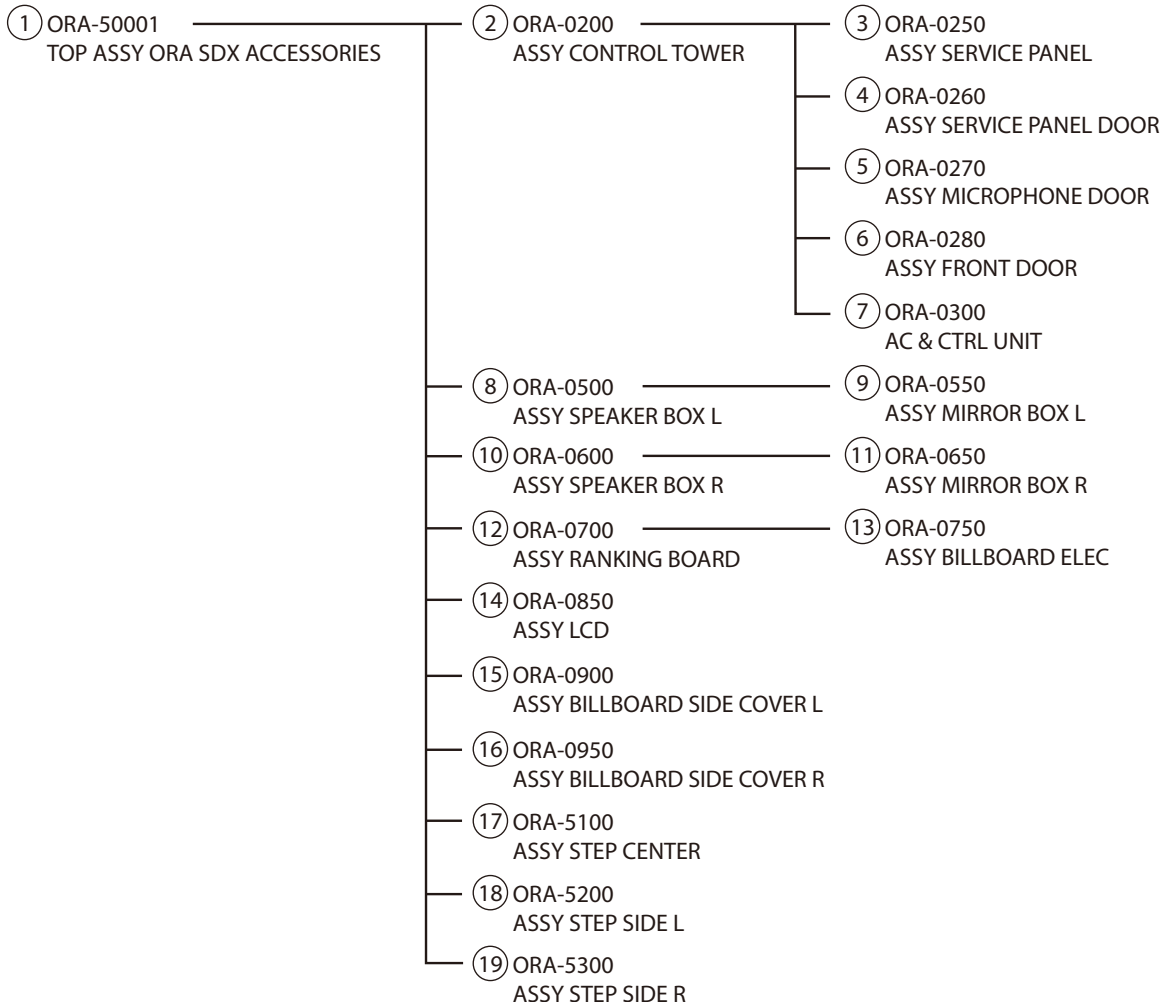 1 ORA-50001
TOP ASSY ORA SDX ACCESSORIES
2 ORA-0200
ASSY CONTROL TOWER
3 ORA-0250
ASSY SERVICE PANEL
4 ORA-0260
ASSY SERVICE PANEL DOOR
5 ORA-0270
ASSY MICROPHONE DOOR
6 ORA-0280
ASSY FRONT DOOR
7 ORA-0300
AC & CTRL UNIT
8 ORA-0500
ASSY SPEAKER BOX L
9 ORA-0550
ASSY MIRROR BOX L
10 ORA-0600
ASSY SPEAKER BOX R
11 ORA-0650
ASSY MIRROR BOX R
12 ORA-0700
ASSY RANKING BOARD
13 ORA-0750
ASSY BILLBOARD ELEC
14 ORA-0850
ASSY LCD
15 ORA-0900
ASSY BILLBOARD SIDE COVER L
16 ORA-0950
ASSY BILLBOARD SIDE COVER R
17 ORA-5100
ASSY STEP CENTER
18 ORA-5200
ASSY STEP SIDE L
19 ORA-5300
ASSY STEP SIDE R